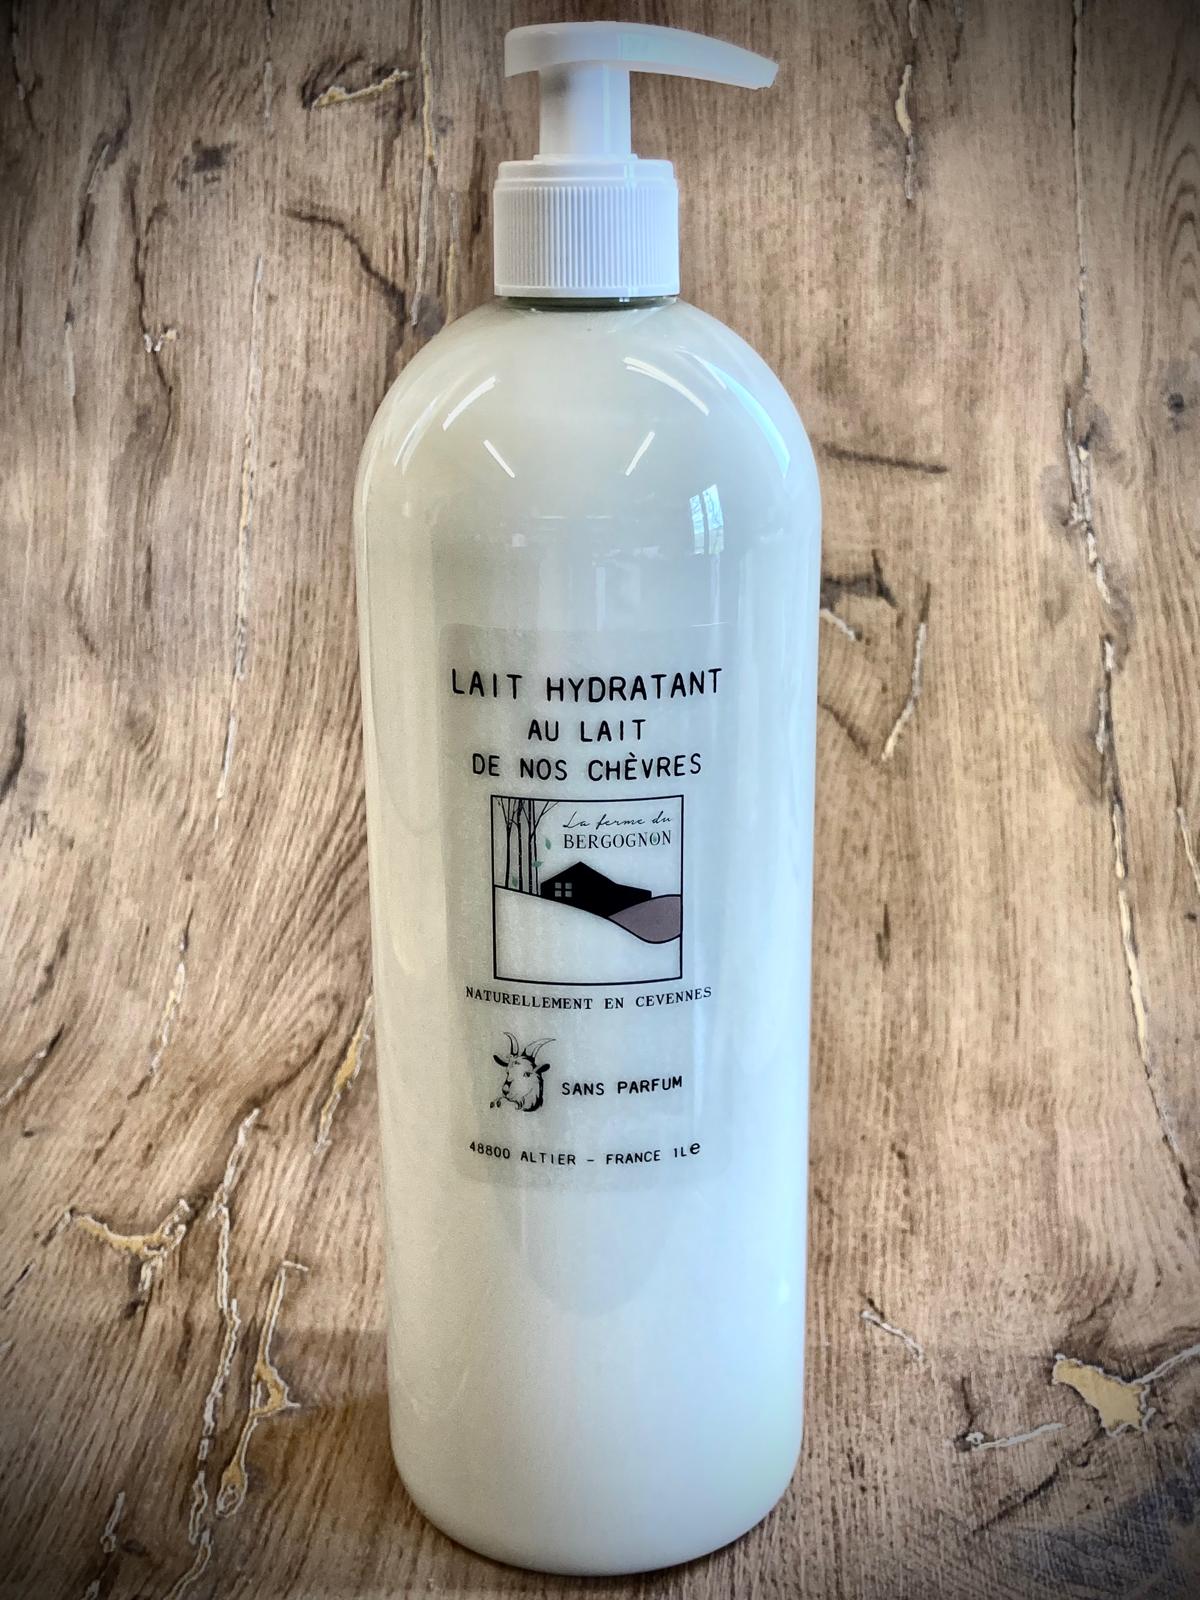 LAIT HYDRATANT
AU LAIT
DE NOS CHÈVRES
La ferme du
BERGOGNON
NATURELLEMENT EN CEVENNES
SANS PARFUM
48800 ALTIER - FRANCE 1L℮